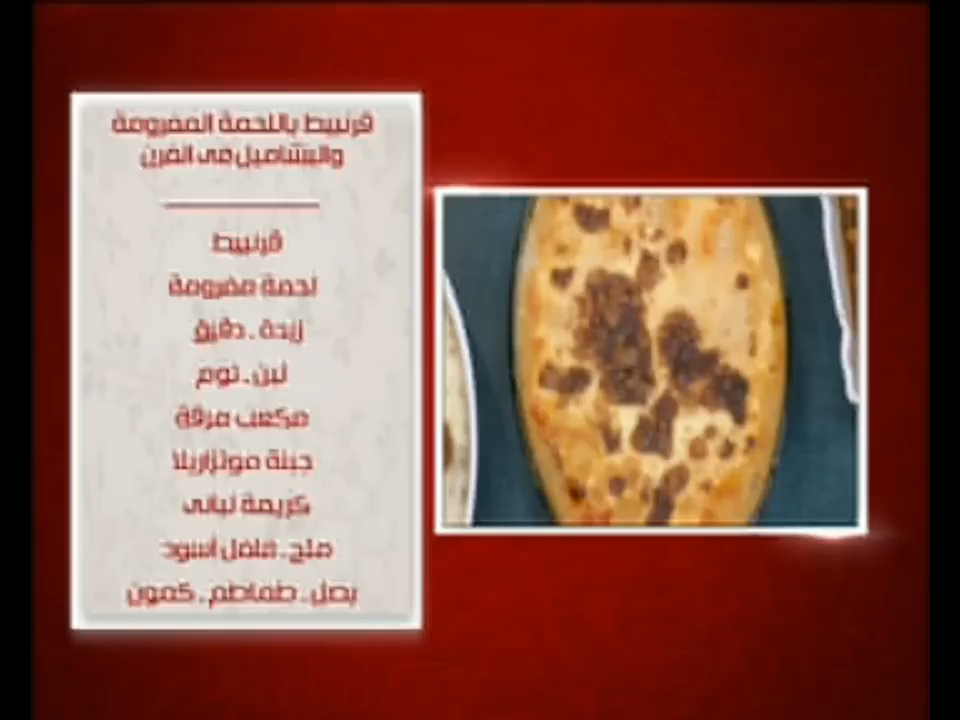 قرنبيط باللحمة المفرومة
والبشاميل فى الفرن
قرنبيط
لحمة مفرومة
زبدة . دقيق
لبن . ثوم
مكعب مرقة
جبنة موتزاريلا
كريمة لبانى
ملح . فلفل أسود
بصل . طماطم . كمون